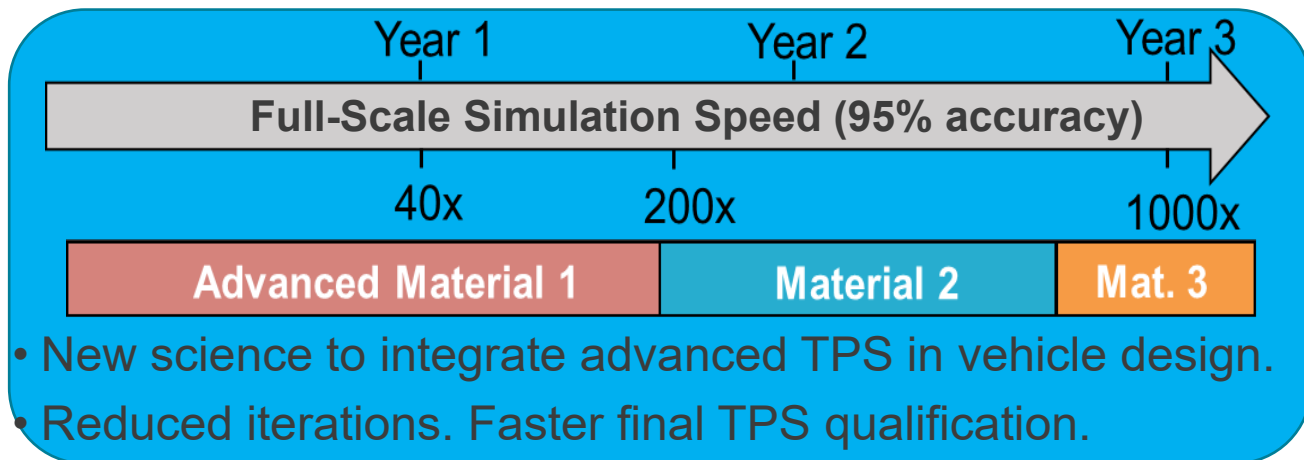 Year 1 Year 2 Year 3
Full-Scale Simulation Speed (95% accuracy)
40x 200x 1000x
Advanced Material 1 Material 2 Mat. 3
• New science to integrate advanced TPS in vehicle design.
• Reduced iterations. Faster final TPS qualification.